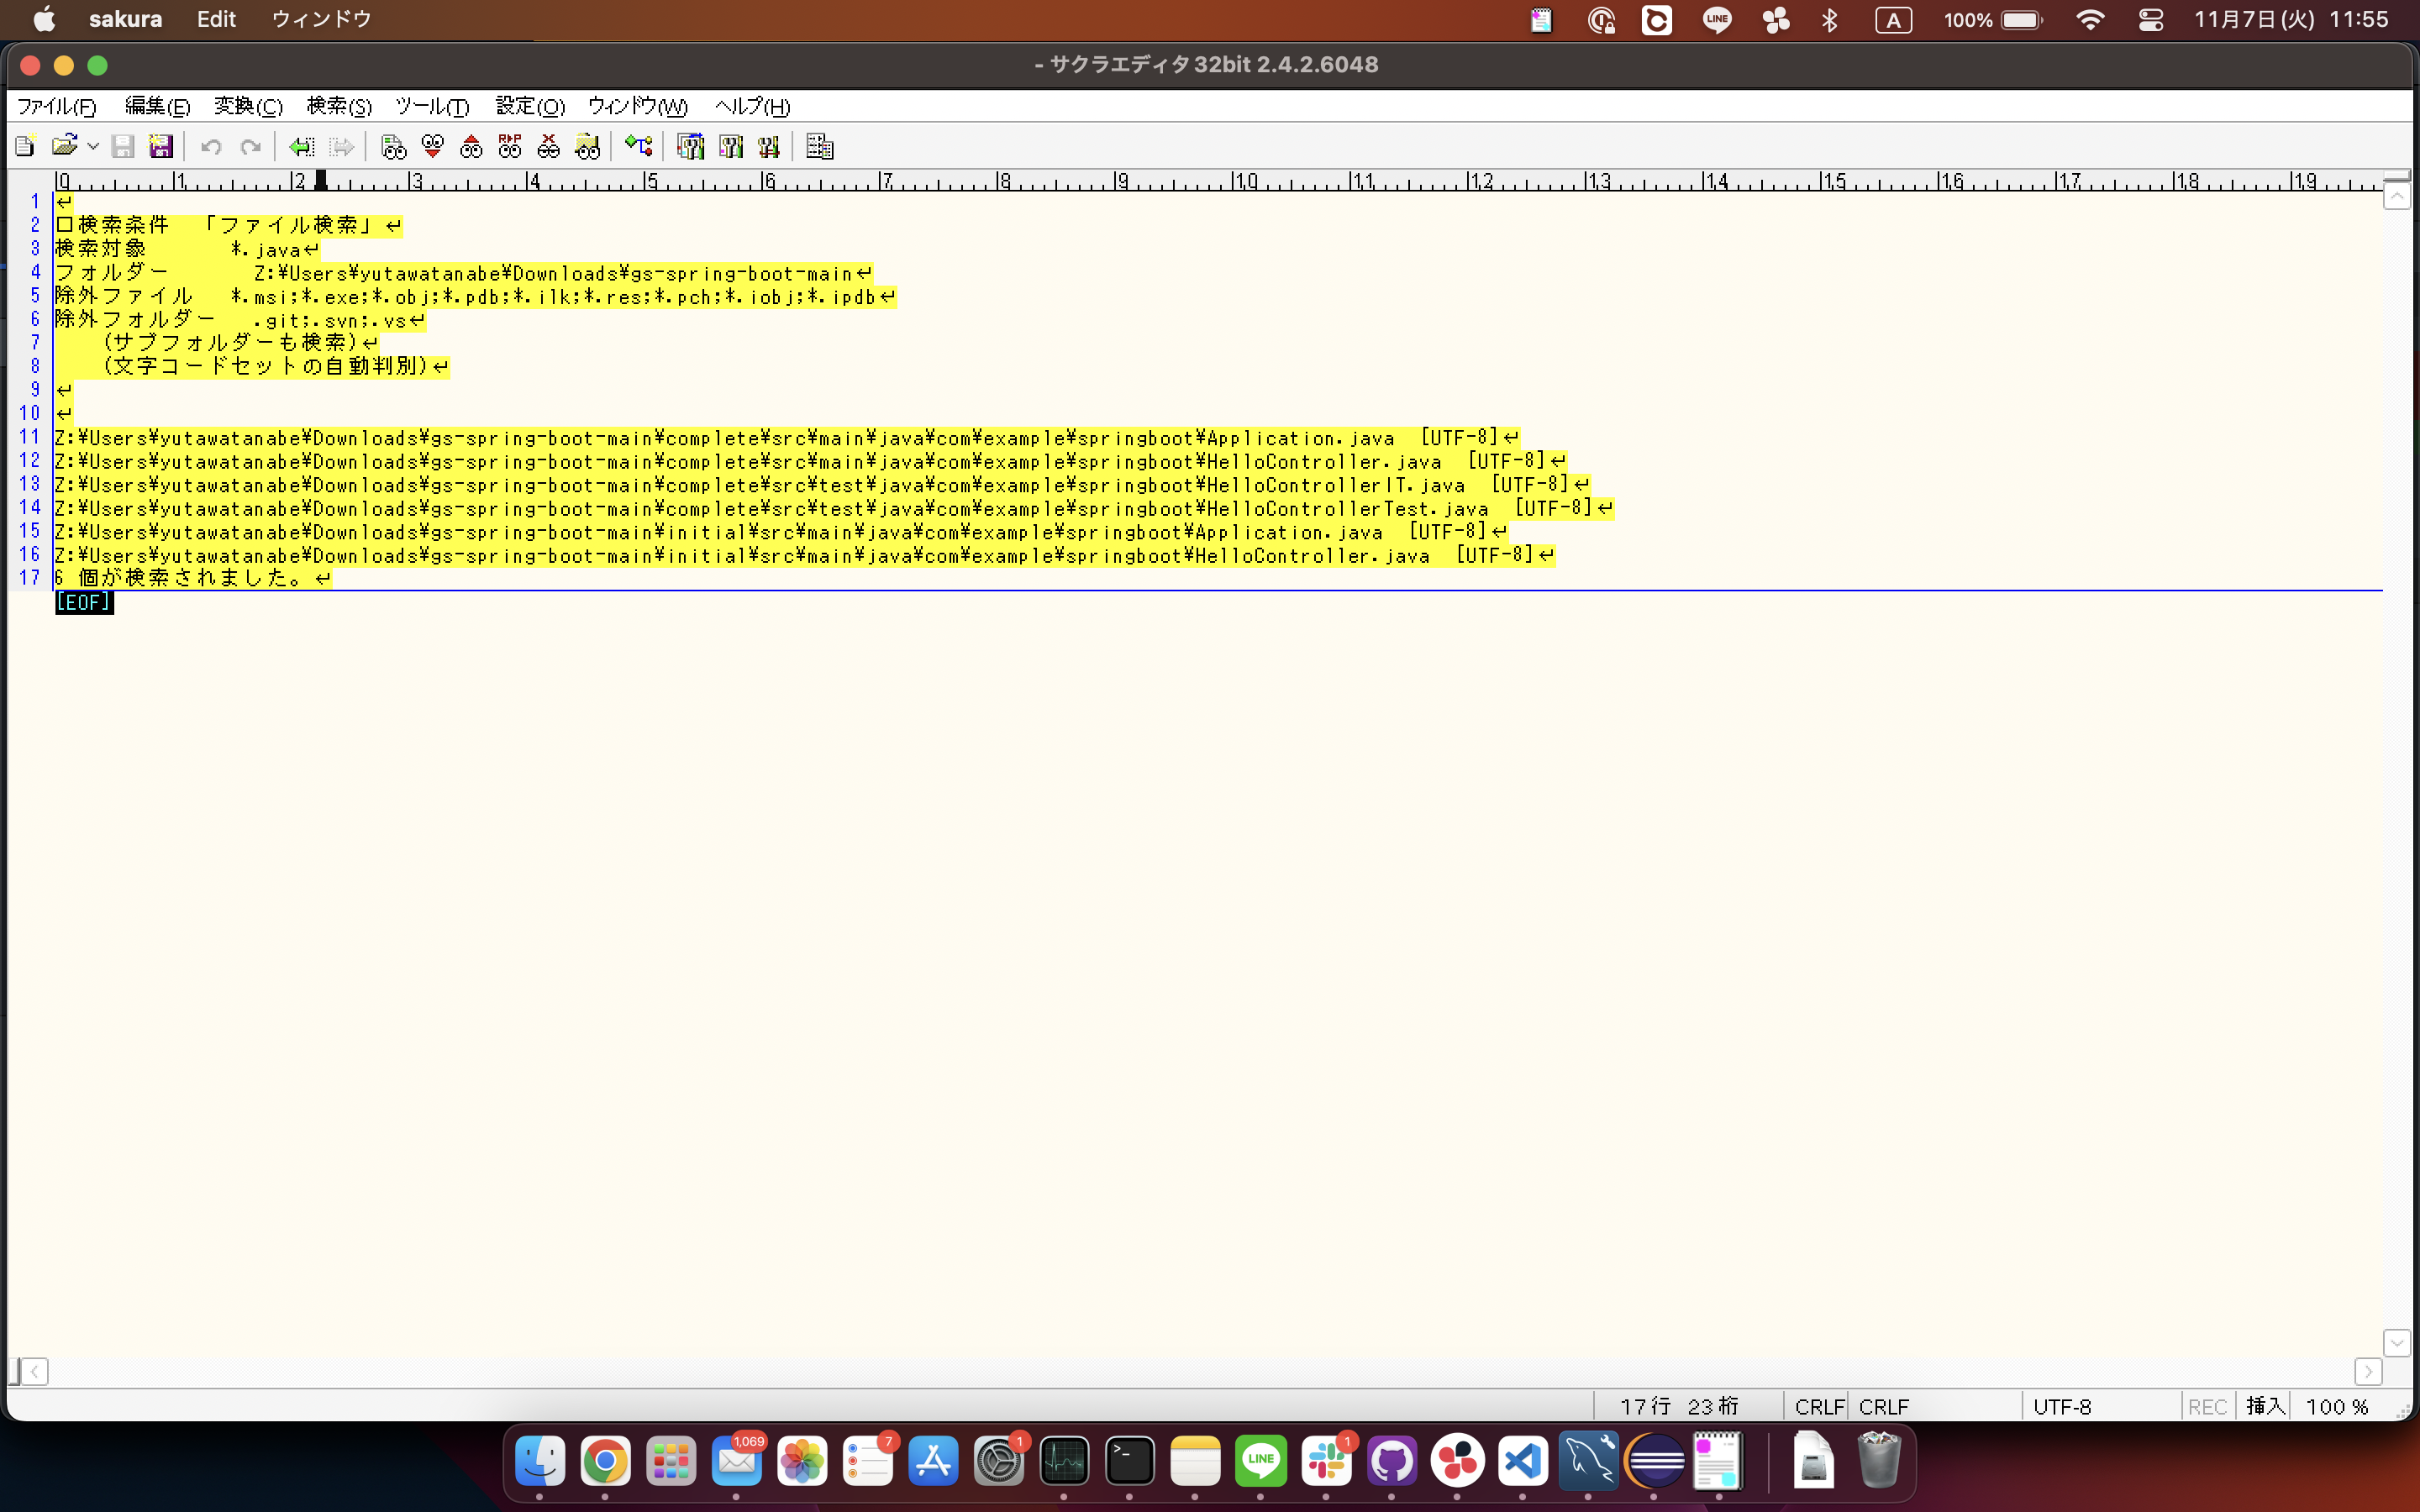 sakura Edit ウィンドウ LINE A 100% 11月7日(火) 11:55
- サクラエディタ32bit 2.4.2.6048
ファイル(F) 編集(E) 変換(C) 検索(S) ツール(T) 設定(O) ウィンドウ(W) ヘルプ(H)
0 1 2 3 4 5 6 7 8 9 10 11 12 13 14 15 16 17 18 19
1 ↵
2 □検索条件 「ファイル検索」↵
3 検索対象 *.java↵
4 フォルダー Z:¥Users¥yutawatanabe¥Downloads¥gs-spring-boot-main↵
5 除外ファイル *.msi;*.exe;*.obj;*.pdb;*.ilk;*.res;*.pch;*.iobj;*.ipdb↵
6 除外フォルダー .git;.svn;.vs↵
7 (サブフォルダーも検索)↵
8 (文字コードセットの自動判別)↵
9 ↵
10 ↵
11 Z:¥Users¥yutawatanabe¥Downloads¥gs-spring-boot-main¥complete¥src¥main¥java¥com¥example¥springboot¥Application.java [UTF-8]↵
12 Z:¥Users¥yutawatanabe¥Downloads¥gs-spring-boot-main¥complete¥src¥main¥java¥com¥example¥springboot¥HelloController.java [UTF-8]↵
13 Z:¥Users¥yutawatanabe¥Downloads¥gs-spring-boot-main¥complete¥src¥test¥java¥com¥example¥springboot¥HelloControllerIT.java [UTF-8]↵
14 Z:¥Users¥yutawatanabe¥Downloads¥gs-spring-boot-main¥complete¥src¥test¥java¥com¥example¥springboot¥HelloControllerTest.java [UTF-8]↵
15 Z:¥Users¥yutawatanabe¥Downloads¥gs-spring-boot-main¥initial¥src¥main¥java¥com¥example¥springboot¥Application.java [UTF-8]↵
16 Z:¥Users¥yutawatanabe¥Downloads¥gs-spring-boot-main¥initial¥src¥main¥java¥com¥example¥springboot¥HelloController.java [UTF-8]↵
17 6 個が検索されました。↵
[EOF]
17行 23桁 CRLF CRLF UTF-8 REC 挿入 100 %
1,069 7 1 LINE 1